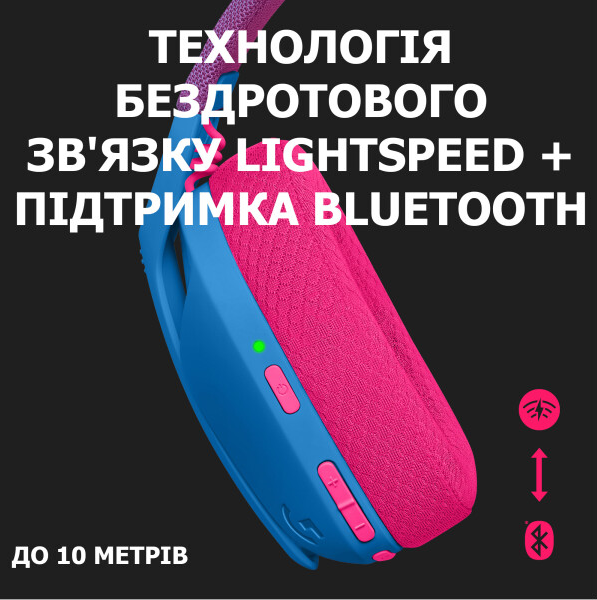 ТЕХНОЛОГІЯ
БЕЗДРОТОВОГО
ЗВ'ЯЗКУ LIGHTSPEED +
ПІДТРИМКА BLUETOOTH
ДО 10 МЕТРІВ